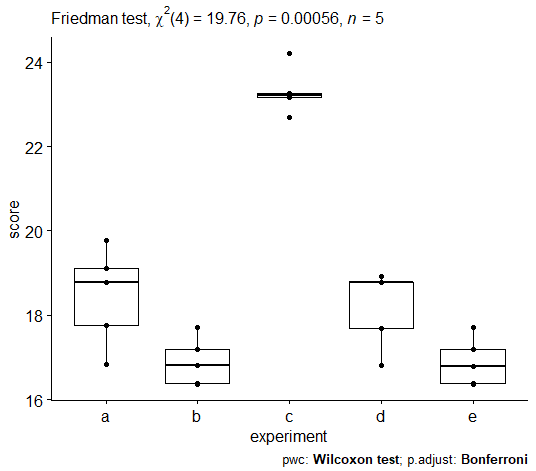 Friedman test, χ²(4) = 19.76, p = 0.00056, n = 5
24
22
20
18
16
score
a b c d e
experiment
pwc: Wilcoxon test; p.adjust: Bonferroni